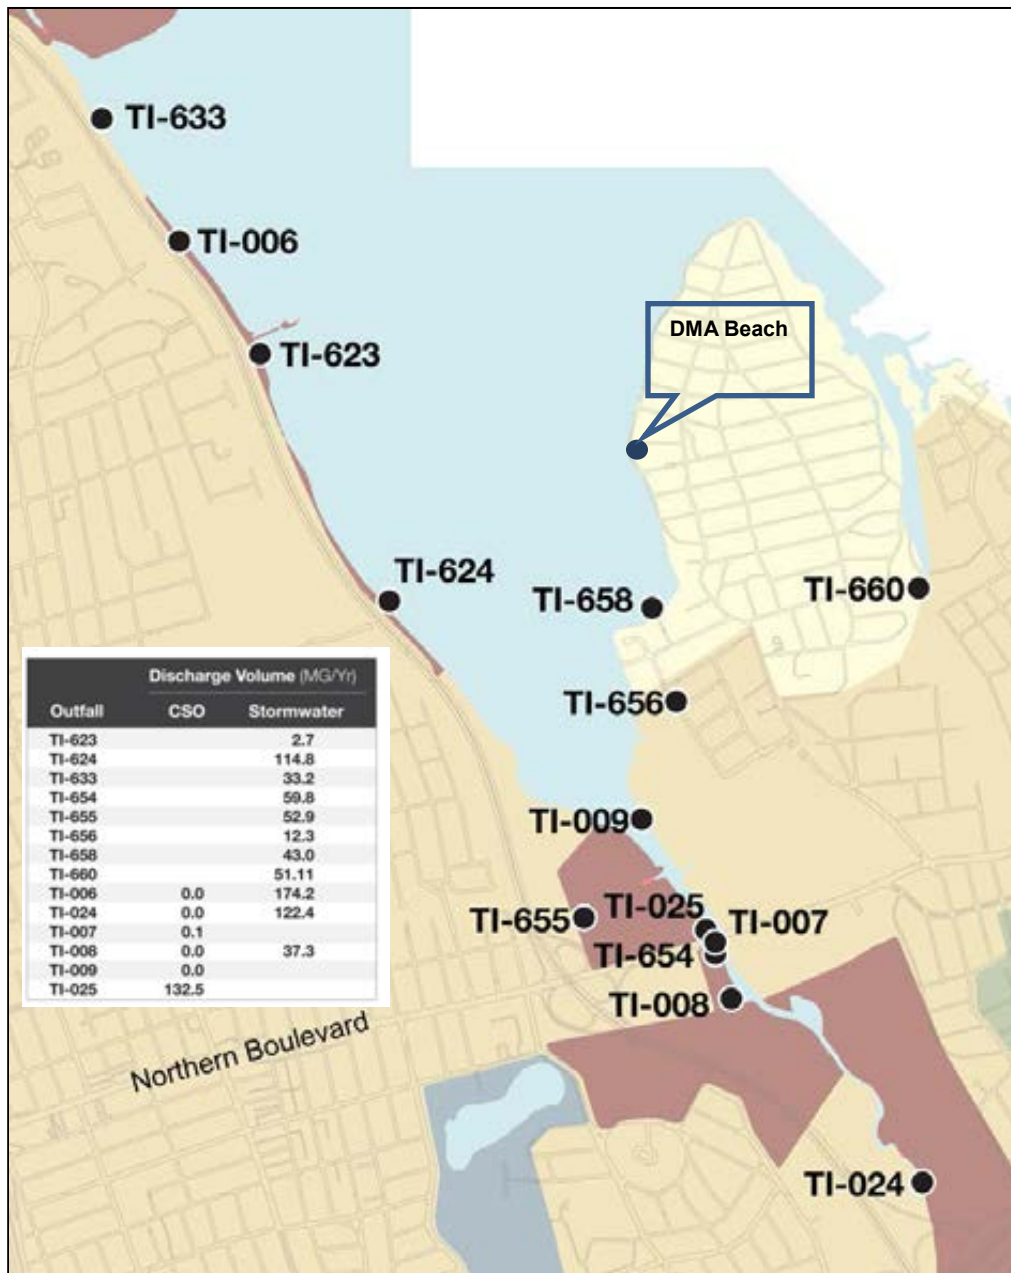 TI-633
TI-006
DMA Beach
TI-623
TI-624
TI-658
TI-660
TI-656
TI-009
TI-655
TI-025
TI-007
TI-654
TI-008
TI-024
Northern Boulevard
Discharge Volume (MG/Yr)
Outfall CSO Stormwater
TI-623 2.7
TI-624 114.8
TI-633 33.2
TI-654 59.8
TI-655 52.9
TI-656 12.3
TI-658 43.0
TI-660 51.11
TI-006 0.0 174.2
TI-024 0.0 122.4
TI-007 0.1
TI-008 0.0 37.3
TI-009 0.0
TI-025 132.5